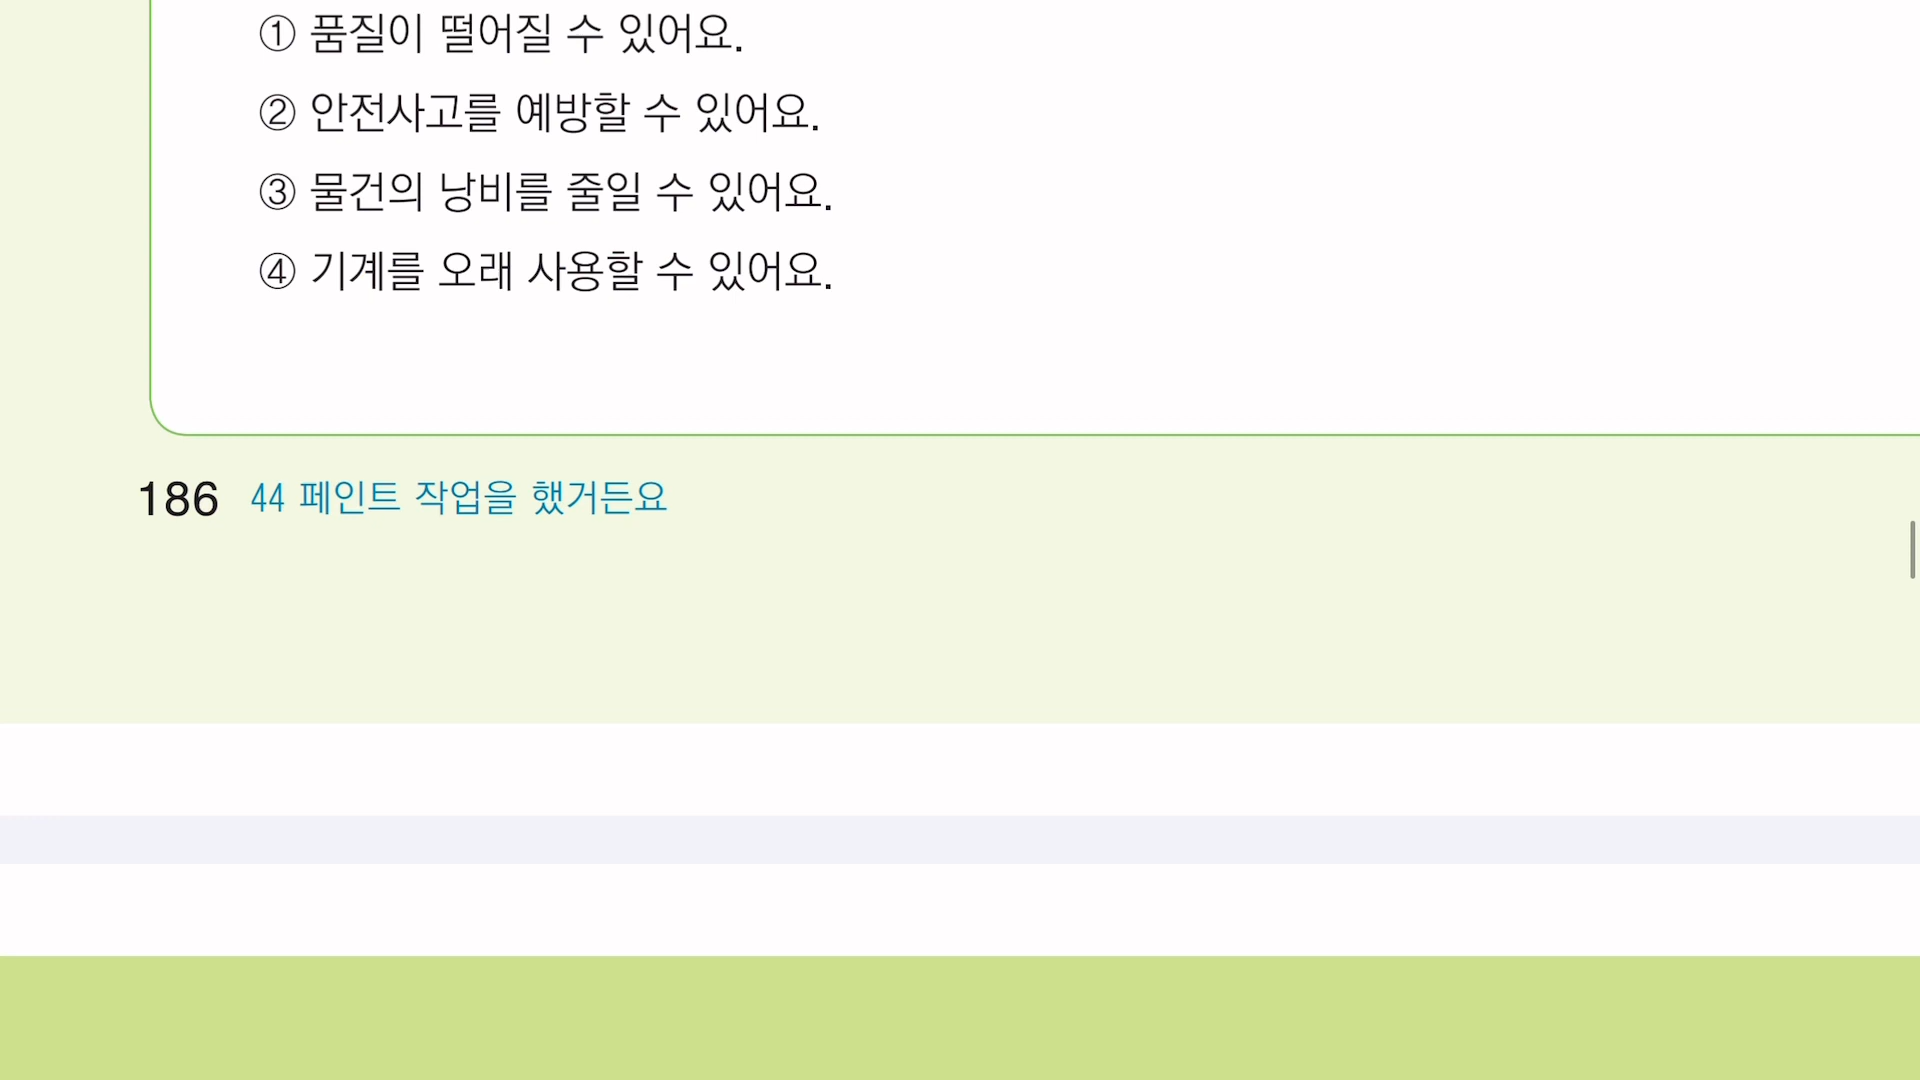 ① 품질이 떨어질 수 있어요.
② 안전사고를 예방할 수 있어요.
③ 물건의 낭비를 줄일 수 있어요.
④ 기계를 오래 사용할 수 있어요.
186 44 페인트 작업을 했거든요